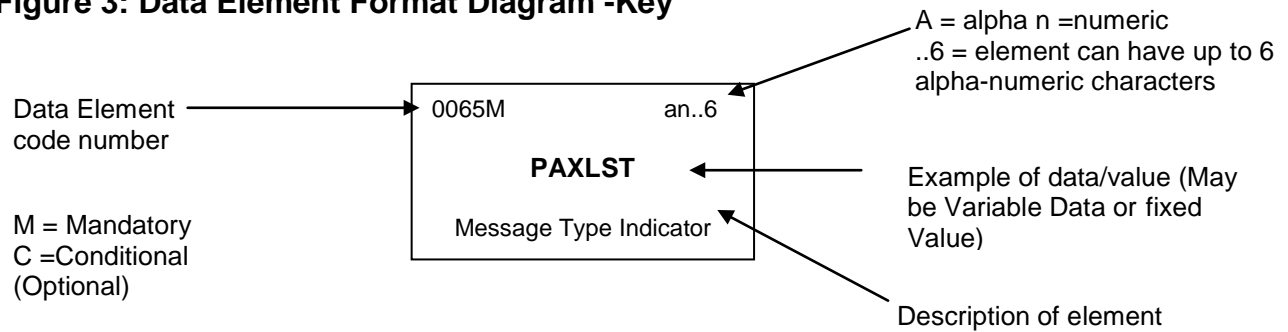 Figure 3: Data Element Format Diagram -Key
A = alpha n =numeric
..6 = element can have up to 6
alpha-numeric characters
Data Element
code number
0065M an..6
PAXLST
Message Type Indicator
Example of data/value (May
be Variable Data or fixed
Value)
M = Mandatory
C =Conditional
(Optional)
Description of element